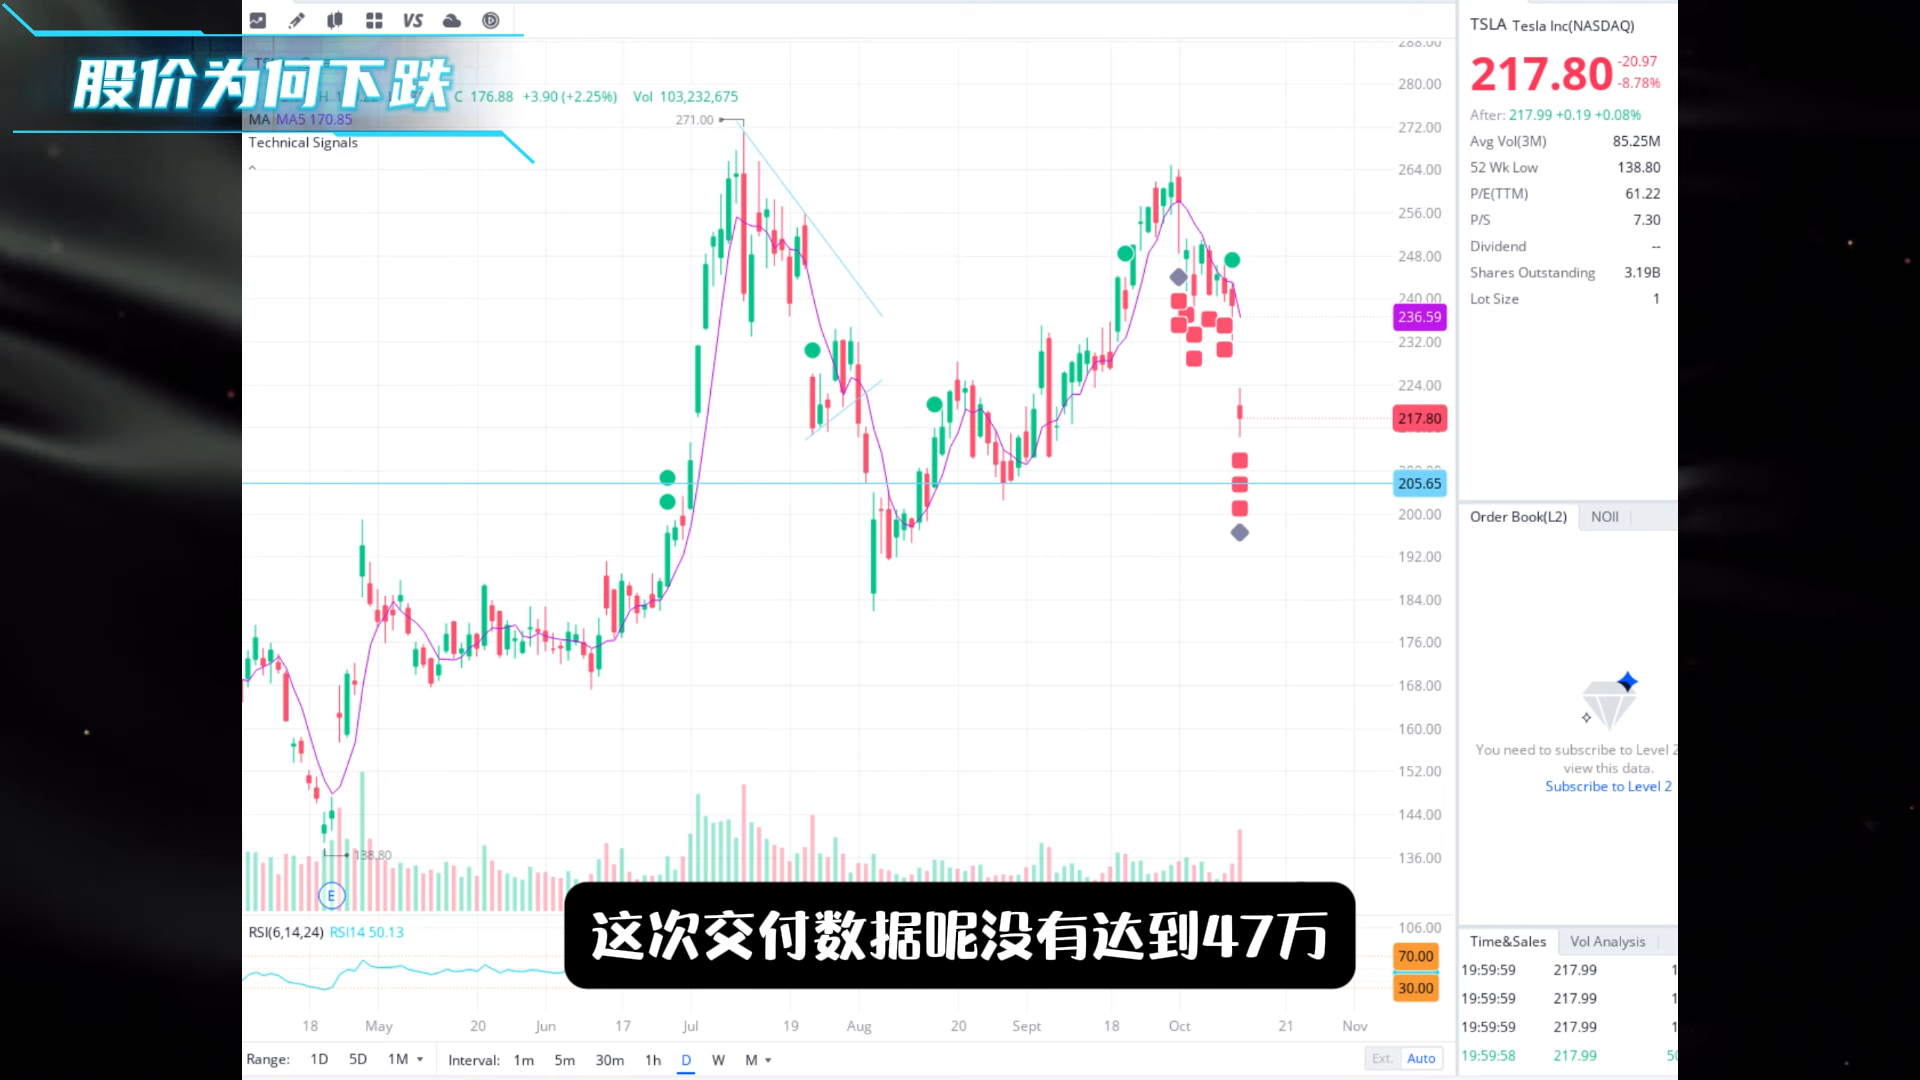 VS
股价为何下跌
C 176.88 +3.90 (+2.25%) Vol 103,232,675
MA MA5 170.85
Technical Signals
271.00
138.80
E
288.00
280.00
272.00
264.00
256.00
248.00
240.00
236.59
232.00
224.00
217.80
205.65
200.00
192.00
184.00
176.00
168.00
160.00
152.00
144.00
136.00
这次交付数据呢没有达到47万
RSI(6,14,24) RSI14 50.13
106.00
70.00
30.00
18 May 20 Jun 17 Jul 19 Aug 20 Sept 18 Oct 21 Nov
Range: 1D 5D 1M Interval: 1m 5m 30m 1h D W M Ext. Auto
TSLA Tesla Inc(NASDAQ)
217.80 -20.97
-8.78%
After: 217.99 +0.19 +0.08%
Avg Vol(3M) 85.25M
52 Wk Low 138.80
P/E(TTM) 61.22
P/S 7.30
Dividend --
Shares Outstanding 3.19B
Lot Size 1
Order Book(L2) NOII
You need to subscribe to Level 2
view this data.
Subscribe to Level 2
Time&Sales Vol Analysis
19:59:59 217.99 1
19:59:59 217.99 1
19:59:59 217.99 1
19:59:58 217.99 50